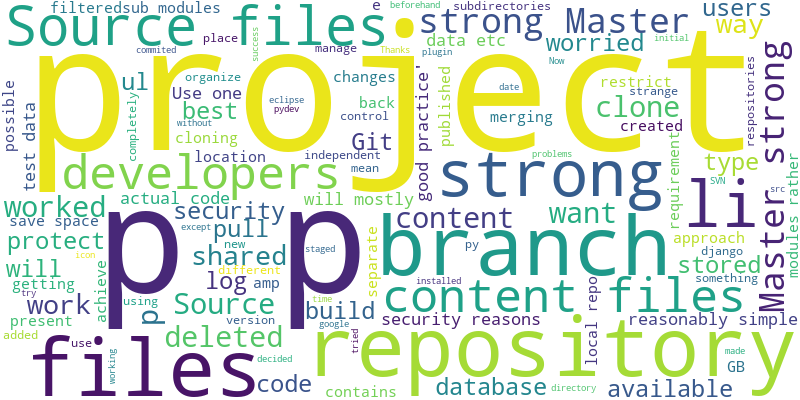 filteredsub modules
e
subdirectories
users
Source files
strong Master
way
place
commited
success
manage
data etc
worried
initial
Thanks
plugin
Now
project
possible
test data
completely
ul
organize
eclipse
pydev
Use one
best
without
changes
back
control
good practice'
published
merging
restrict
strange
clone
created
respositories
Master strong
cloning
Git
date
location
independent
mean
problems
developers
strong
type
requirement
SVN
src
li
modules rather
will mostly
actual code
worked
save space
security
except
pull
new
p p
content
want
branch
approach
django
protect
shared
staged
different
icon
separate
py
stored
something
will
getting
try
achieve
log
amp
installed
content files
work
using
p
Source
version
build
google
time
tried
local repo
GB
present
added
deleted
security reasons
reasonably simple
files
use
working
decided
repository
made
code
contains
database
directory
available